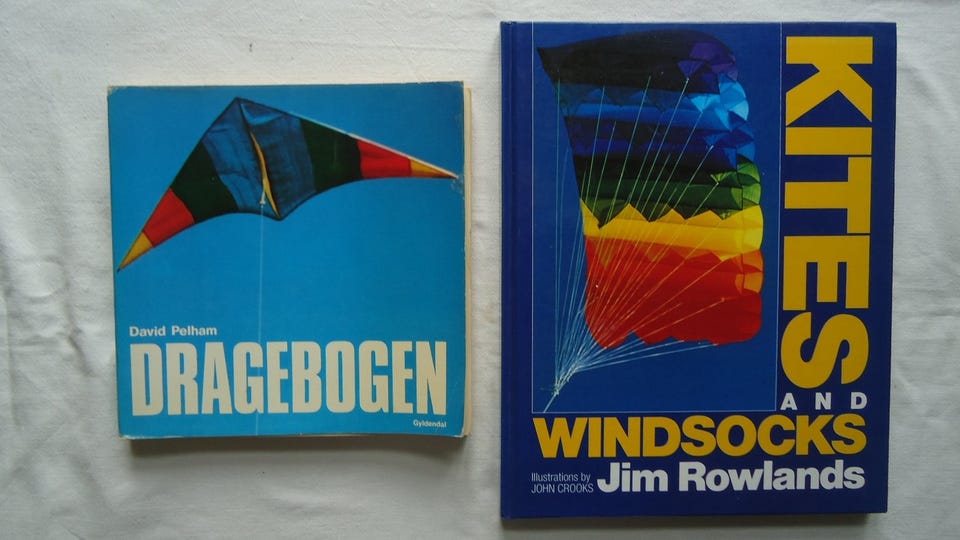 David Pelham
DRAGEBOGEN
Gyldendal
KITES
AND
WINDSOCKS
Illustrations by
JOHN CROOKS
Jim Rowlands